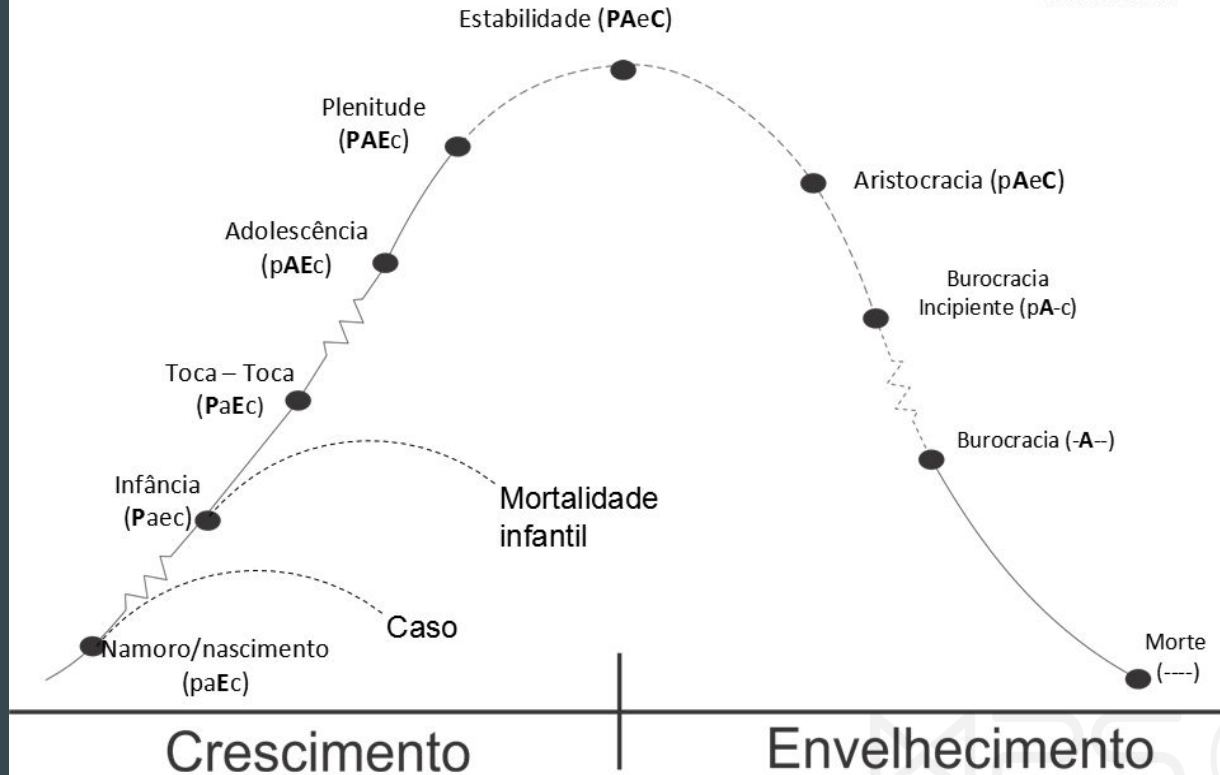 Estabilidade (PAeC)
Plenitude
(PAEc)
Aristocracia (pAeC)
Adolescência
(pAEc)
Burocracia
Incipiente (pA-c)
Toca – Toca
(PaEc)
Burocracia (-A--)
Infância
(Paec)
Mortalidade
infantil
Caso
Namoro/nascimento
(paEc)
Morte
(----)
Crescimento
Envelhecimento